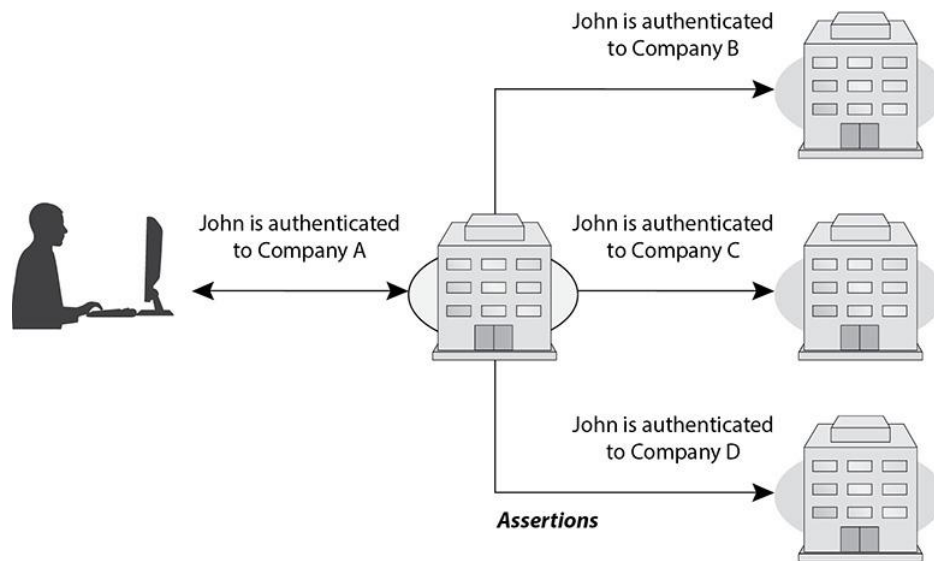 John is authenticated
to Company B
John is authenticated
to Company A
John is authenticated
to Company C
John is authenticated
to Company D
Assertions